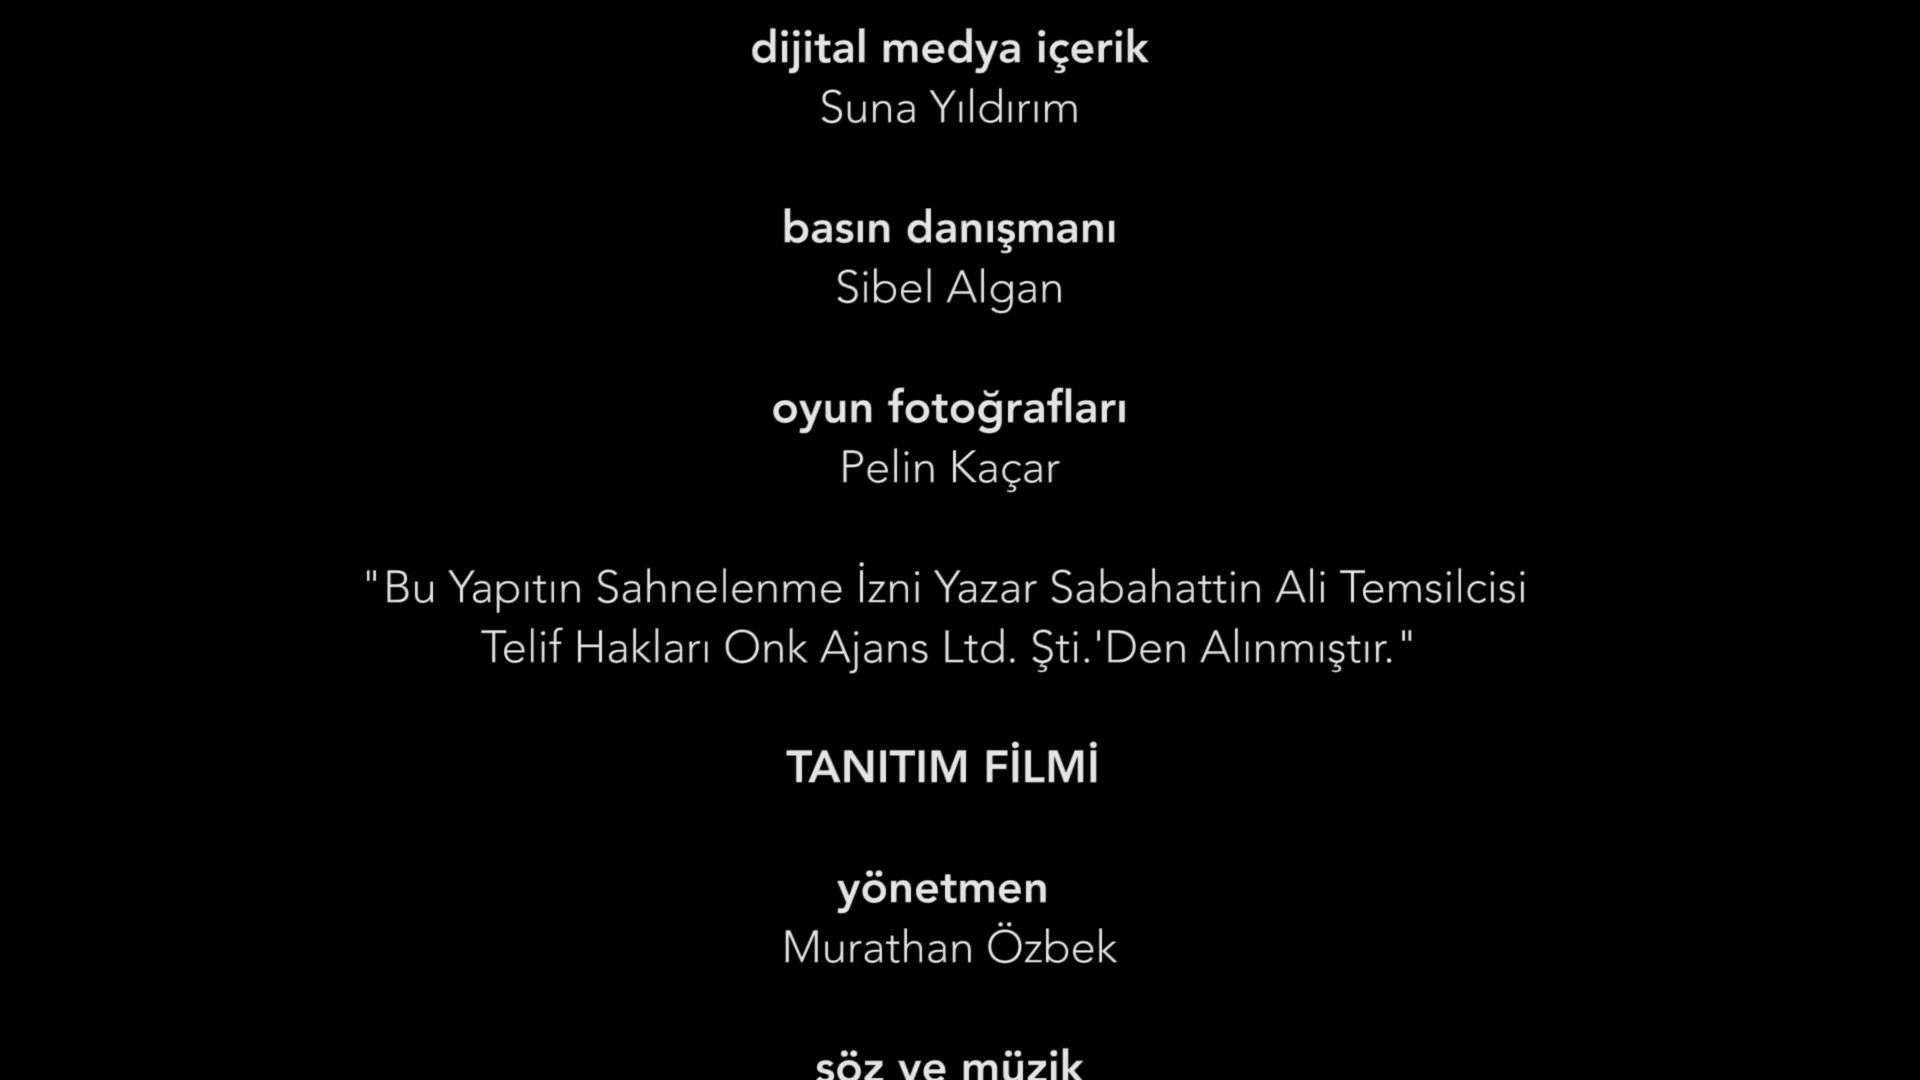 dijital medya içerik
Suna Yıldırım
basın danışmanı
Sibel Algan
oyun fotoğrafları
Pelin Kaçar
"Bu Yapıtın Sahnelenme İzni Yazar Sabahattin Ali Temsilcisi
Telif Hakları Onk Ajans Ltd. Şti.'Den Alınmıştır."
TANITIM FİLMİ
yönetmen
Murathan Özbek
söz ve müzik